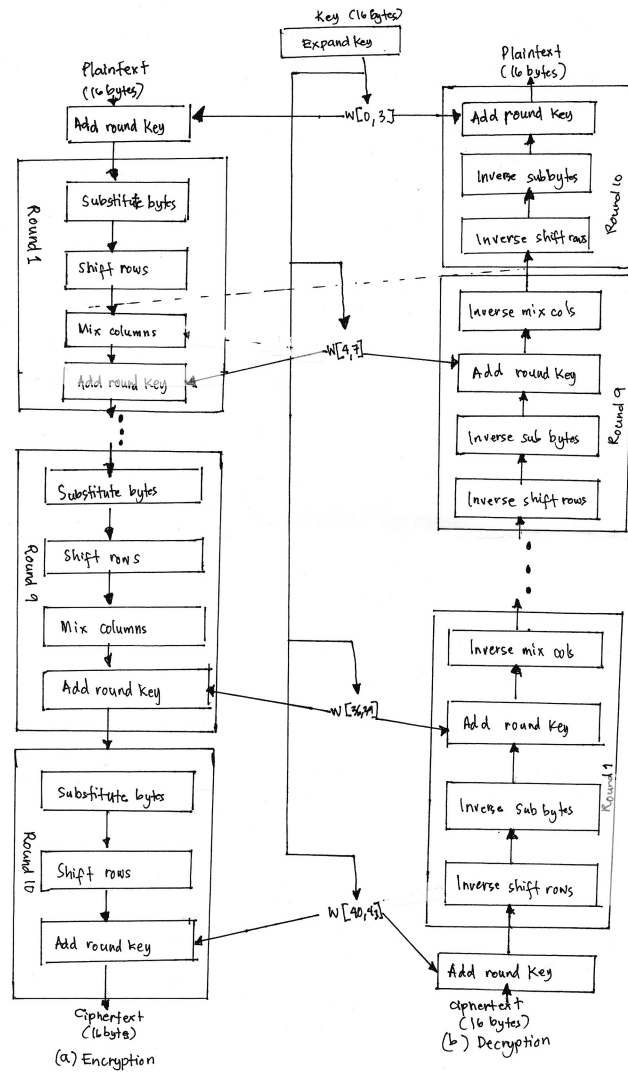 Key (16 bytes)
Expand key
Plaintext
(16 bytes)
Add round key
Round 1
Substitute bytes
Shift rows
Mix columns
Add round key
Round 9
Substitute bytes
Shift rows
Mix columns
Add round key
Round 10
Substitute bytes
Shift rows
Add round key
Ciphertext
(16 bytes)
(a) Encryption
W[0, 3]
W[4,7]
W[36,39]
W[40,43]
Plaintext
(16 bytes)
Add round key
Inverse subbytes
Inverse shift rows
Round 10
Inverse mix cols
Add round key
Inverse sub bytes
Inverse shift rows
Round 9
Inverse mix cols
Add round key
Inverse Sub bytes
Inverse shift rows
Round 1
Add round key
Ciphertext
(16 bytes)
(b) Decryption